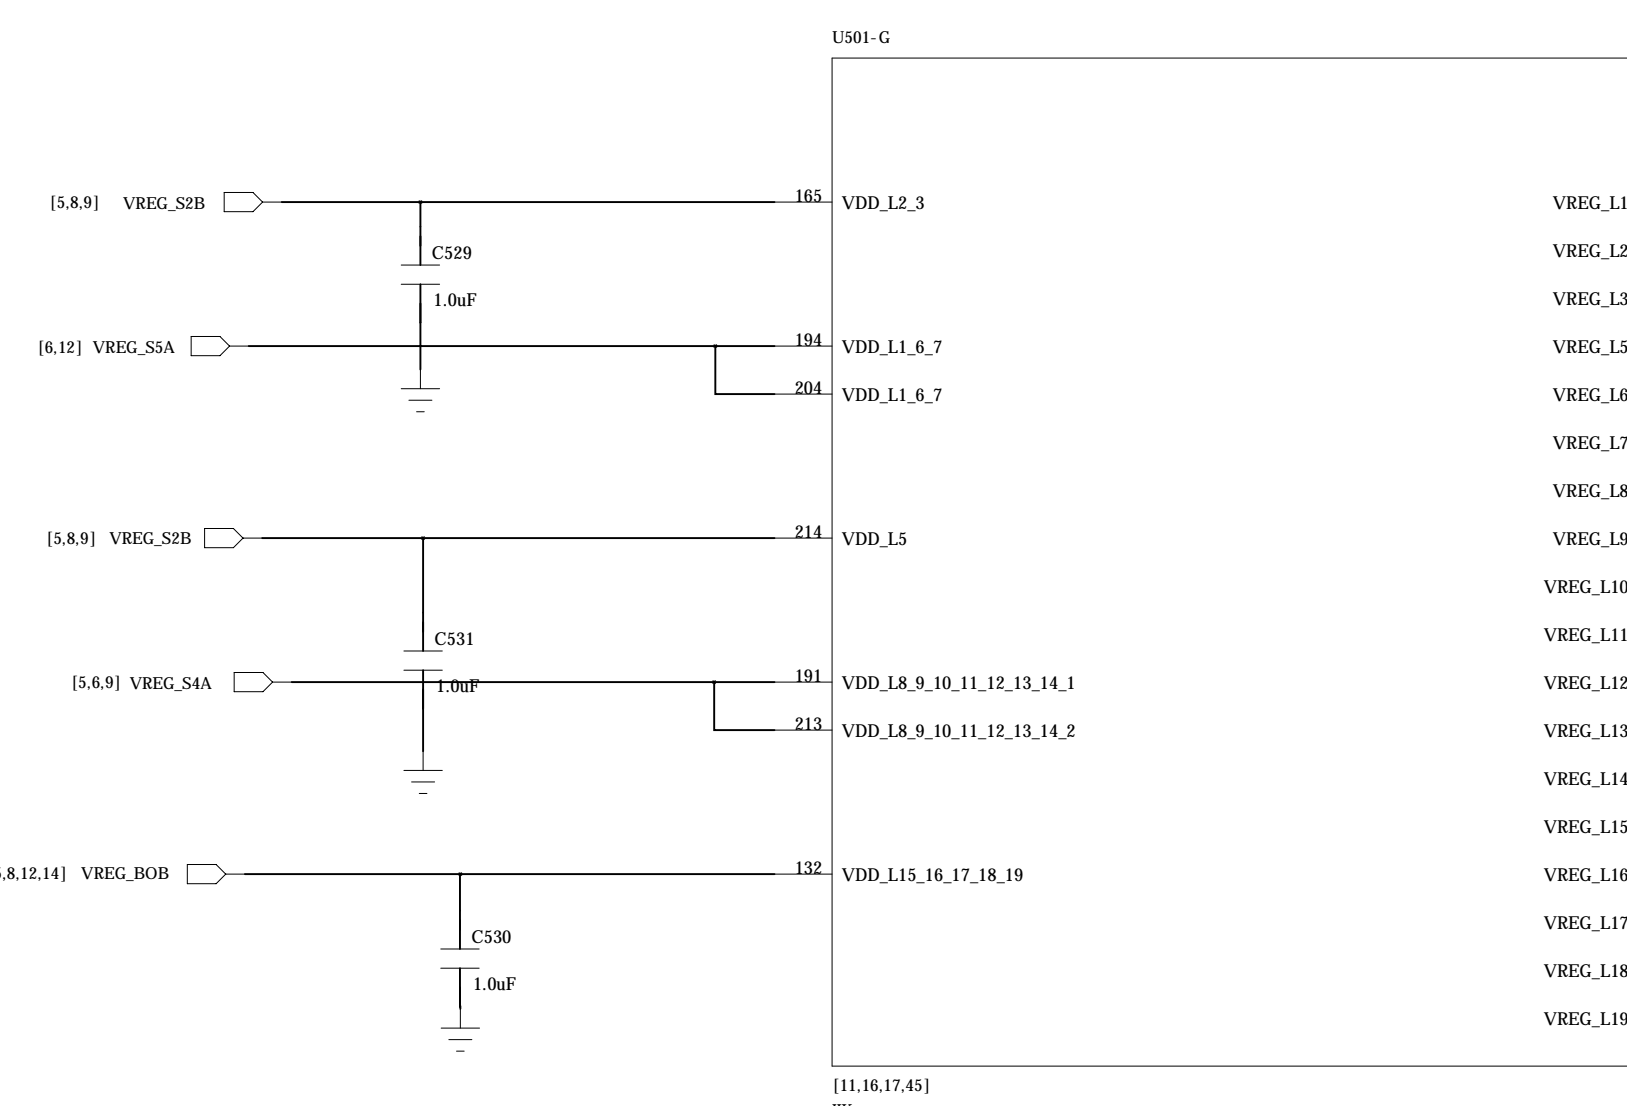 U501-G
[5,8,9] VREG_S2B 165 VDD_L2_3 VREG_L1
VREG_L2
C529
1.0uF VREG_L3
[6,12] VREG_S5A 194 VDD_L1_6_7 VREG_L5
204 VDD_L1_6_7 VREG_L6
VREG_L7
VREG_L8
[5,8,9] VREG_S2B 214 VDD_L5 VREG_L9
VREG_L10
C531 VREG_L11
[5,6,9] VREG_S4A 191 VDD_L8_9_10_11_12_13_14_1 VREG_L12
1.0uF
213 VDD_L8_9_10_11_12_13_14_2 VREG_L13
VREG_L14
VREG_L15
,8,12,14] VREG_BOB 132 VDD_L15_16_17_18_19 VREG_L16
VREG_L17
C530
VREG_L18
1.0uF
VREG_L19
[11,16,17,45]